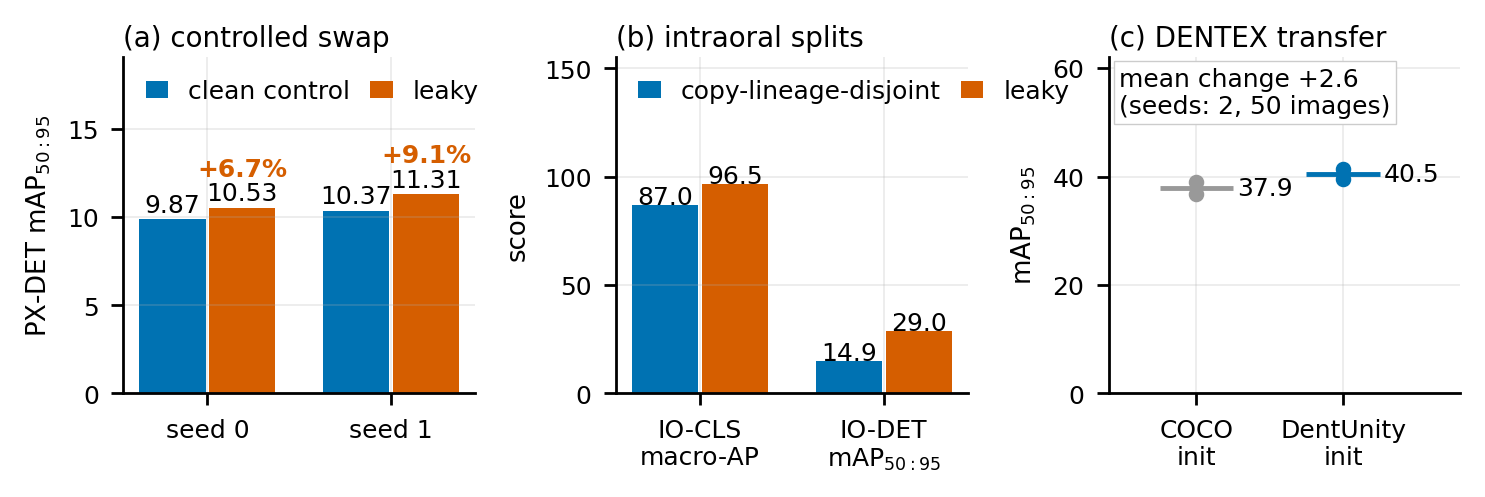 (a) controlled swap
clean control
leaky
+6.7%
+9.1%
9.87
10.53
10.37
11.31
PX-DET mAP50:95
15
10
5
0
seed 0
seed 1
(b) intraoral splits
copy-lineage-disjoint
leaky
87.0
96.5
14.9
29.0
score
150
100
50
0
IO-CLS
macro-AP
IO-DET
mAP50:95
(c) DENTEX transfer
mean change +2.6
(seeds: 2, 50 images)
37.9
40.5
mAP50:95
60
40
20
0
COCO
init
DentUnity
init